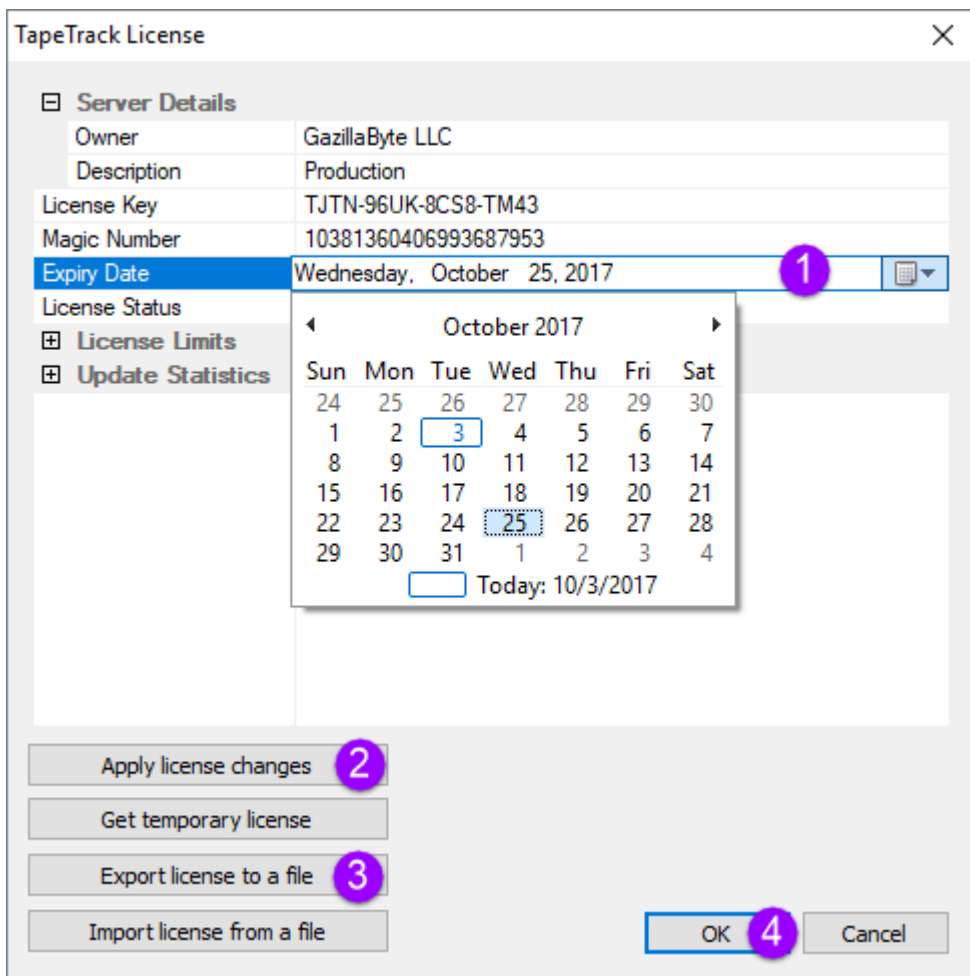 TapeTrack License
Server Details
Owner GazillaByte LLC
Description Production
License Key TJTN-96UK-8CS8-TM43
Magic Number 10381360406993687953
Expiry Date Wednesday, October 25, 2017 1
License Status
License Limits
Update Statistics
October 2017
Sun Mon Tue Wed Thu Fri Sat
24 25 26 27 28 29 30
1 2 3 4 5 6 7
8 9 10 11 12 13 14
15 16 17 18 19 20 21
22 23 24 25 26 27 28
29 30 31 1 2 3 4
Today: 10/3/2017
Apply license changes 2
Get temporary license
Export license to a file 3
Import license from a file
OK 4 Cancel